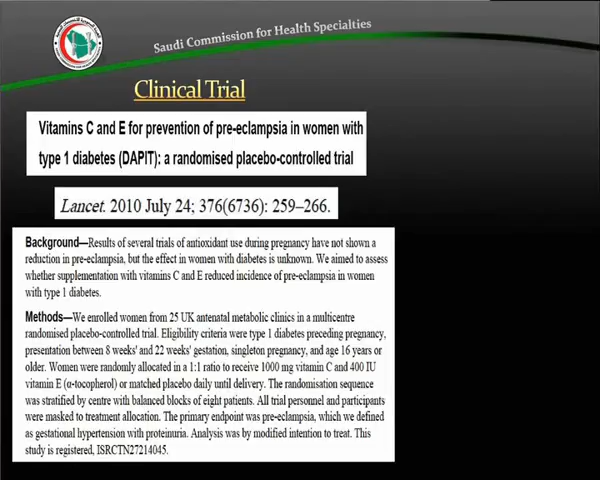 Saudi Commission for Health Specialties
Clinical Trial
Vitamins C and E for prevention of pre-eclampsia in women with
type 1 diabetes (DAPIT): a randomised placebo-controlled trial
Lancet. 2010 July 24; 376(6736): 259–266.
Background—Results of several trials of antioxidant use during pregnancy have not shown a
reduction in pre-eclampsia, but the effect in women with diabetes is unknown. We aimed to assess
whether supplementation with vitamins C and E reduced incidence of pre-eclampsia in women
with type 1 diabetes.
Methods—We enrolled women from 25 UK antenatal metabolic clinics in a multicentre
randomised placebo-controlled trial. Eligibility criteria were type 1 diabetes preceding pregnancy,
presentation between 8 weeks' and 22 weeks' gestation, singleton pregnancy, and age 16 years or
older. Women were randomly allocated in a 1:1 ratio to receive 1000 mg vitamin C and 400 IU
vitamin E (α-tocopherol) or matched placebo daily until delivery. The randomisation sequence
was stratified by centre with balanced blocks of eight patients. All trial personnel and participants
were masked to treatment allocation. The primary endpoint was pre-eclampsia, which we defined
as gestational hypertension with proteinuria. Analysis was by modified intention to treat. This
study is registered, ISRCTN27214045.